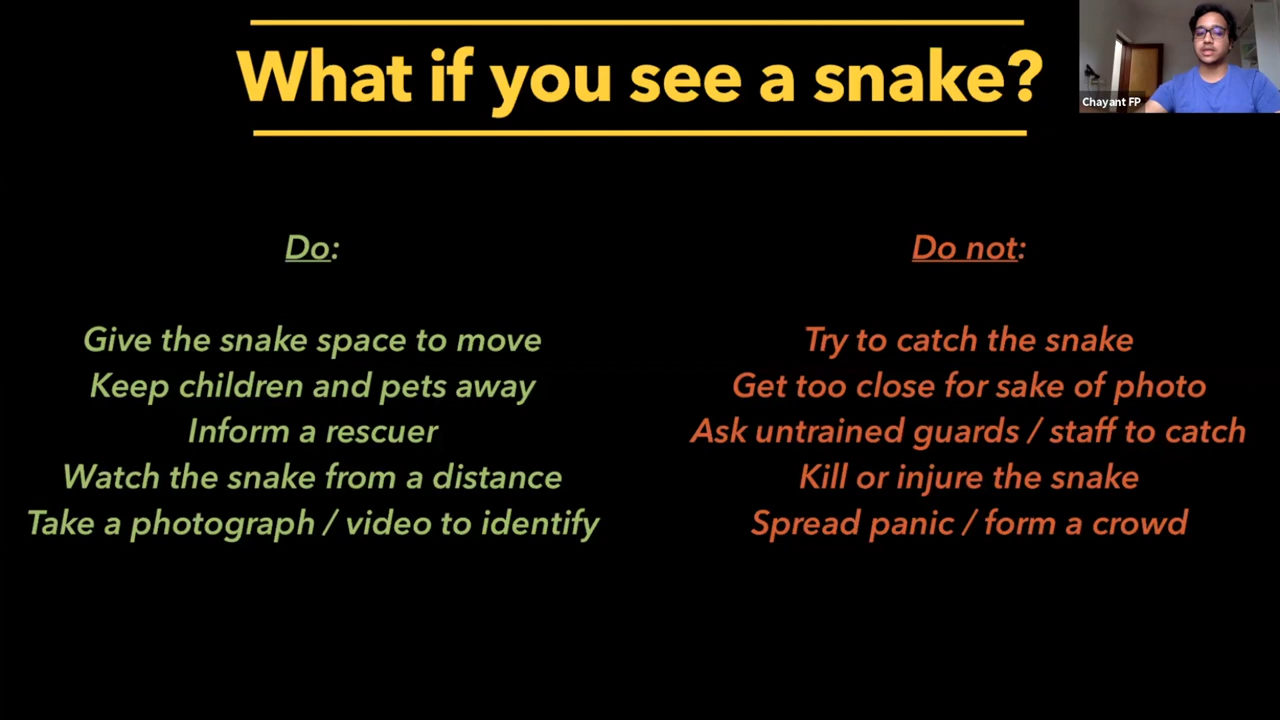 What if you see a snake?
Chayant FP
Do:
Give the snake space to move
Keep children and pets away
Inform a rescuer
Watch the snake from a distance
Take a photograph / video to identify
Do not:
Try to catch the snake
Get too close for sake of photo
Ask untrained guards / staff to catch
Kill or injure the snake
Spread panic / form a crowd